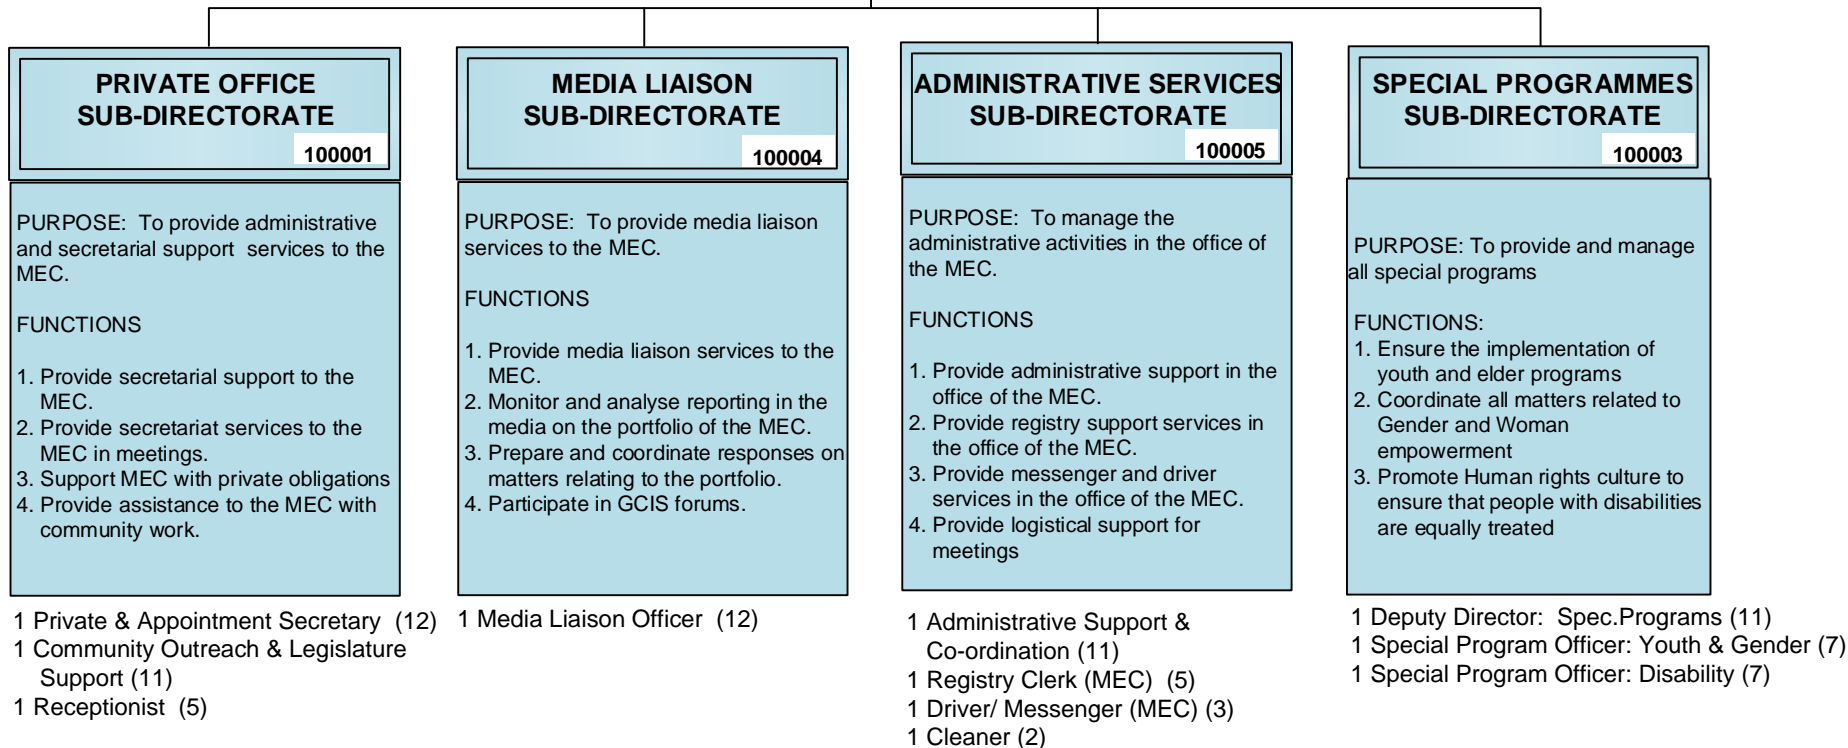 PRIVATE OFFICE
SUB-DIRECTORATE
100001
PURPOSE: To provide administrative
and secretarial support services to the
MEC.
FUNCTIONS
1. Provide secretarial support to the
MEC.
2. Provide secretariat services to the
MEC in meetings.
3. Support MEC with private obligations
4. Provide assistance to the MEC with
community work.
1 Private & Appointment Secretary (12)
1 Community Outreach & Legislature
Support (11)
1 Receptionist (5)
MEDIA LIAISON
SUB-DIRECTORATE
100004
PURPOSE: To provide media liaison
services to the MEC.
FUNCTIONS
1. Provide media liaison services to the
MEC.
2. Monitor and analyse reporting in the
media on the portfolio of the MEC.
3. Prepare and coordinate responses on
matters relating to the portfolio.
4. Participate in GCIS forums.
1 Media Liaison Officer (12)
ADMINISTRATIVE SERVICES
SUB-DIRECTORATE
100005
PURPOSE: To manage the
administrative activities in the office of
the MEC.
FUNCTIONS
1. Provide administrative support in the
office of the MEC.
2. Provide registry support services in
the office of the MEC.
3. Provide messenger and driver
services in the office of the MEC.
4. Provide logistical support for
meetings
1 Administrative Support &
Co-ordination (11)
1 Registry Clerk (MEC) (5)
1 Driver/ Messenger (MEC) (3)
1 Cleaner (2)
SPECIAL PROGRAMMES
SUB-DIRECTORATE
100003
PURPOSE: To provide and manage
all special programs
FUNCTIONS:
1. Ensure the implementation of
youth and elder programs
2. Coordinate all matters related to
Gender and Woman
empowerment
3. Promote Human rights culture to
ensure that people with disabilities
are equally treated
1 Deputy Director: Spec.Programs (11)
1 Special Program Officer: Youth & Gender (7)
1 Special Program Officer: Disability (7)